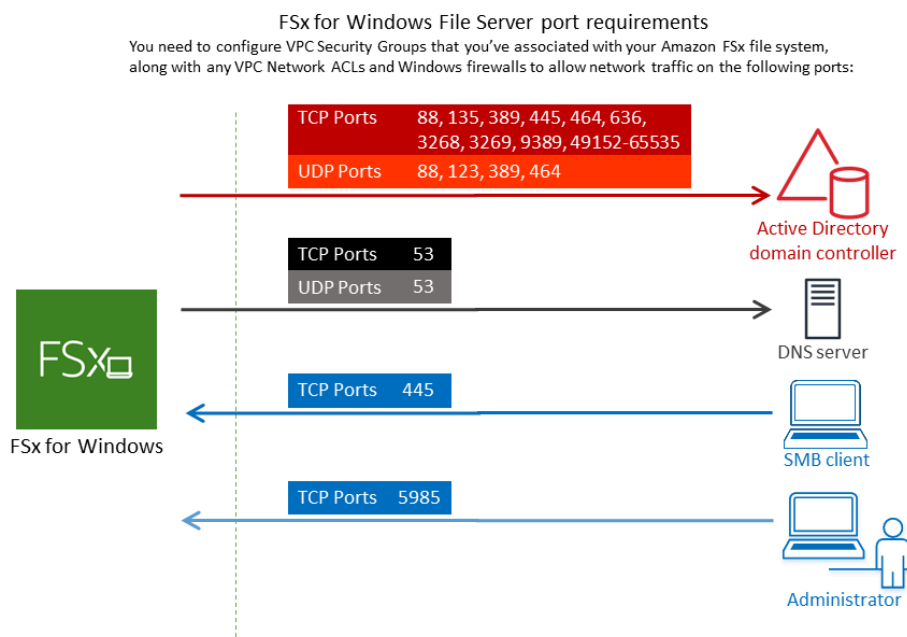 FSx for Windows File Server port requirements
You need to configure VPC Security Groups that you've associated with your Amazon FSx file system,
along with any VPC Network ACLs and Windows firewalls to allow network traffic on the following ports:
TCP Ports 88, 135, 389, 445, 464, 636,
3268, 3269, 9389, 49152-65535
UDP Ports 88, 123, 389, 464
Active Directory
domain controller
TCP Ports 53
UDP Ports 53
DNS server
FSx
FSx for Windows
TCP Ports 445
SMB client
TCP Ports 5985
Administrator